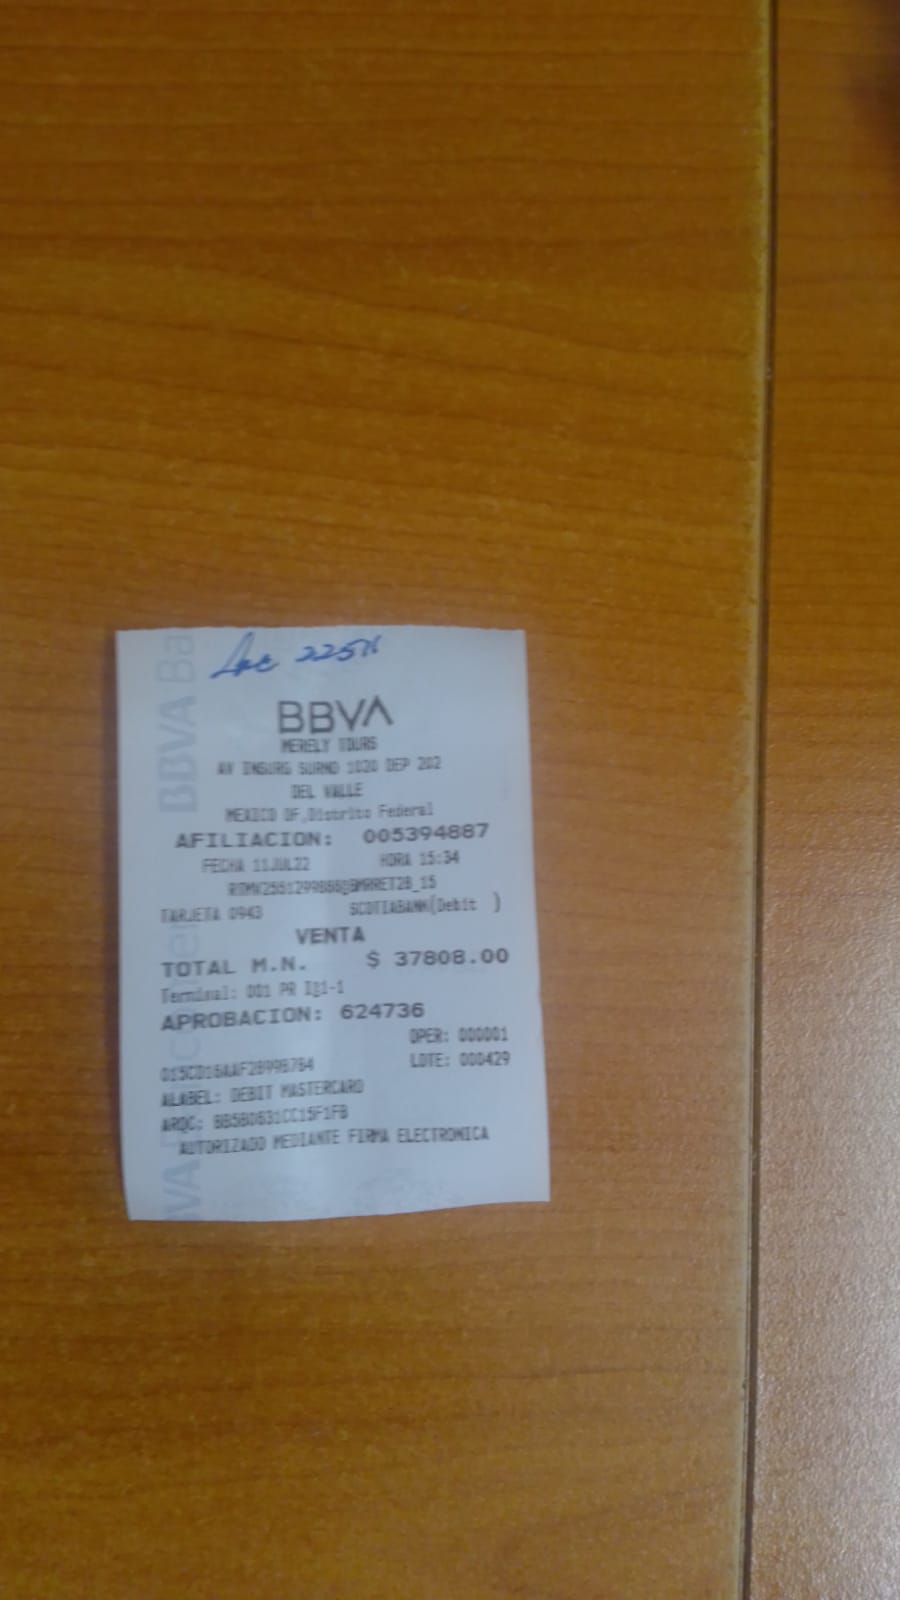 BBVA
MERELY TOURS
AV INSURG SURNO 1020 DEP 202
DEL VALLE
MEXICO DF,Distrito Federal
AFILIACION: 005394887
FECHA 11JUL22 HORA 15:34
TARJETA 0943 SCOTIABANK(Debit )
VENTA
TOTAL M.N. $ 37808.00
Terminal: 001 PR
APROBACION: 624736
OPER: 000001
LOTE: 000429
ALABEL: DEBIT MASTERCARD
ARQC: BB5B0631CC15F1FB
AUTORIZADO MEDIANTE FIRMA ELECTRONICA